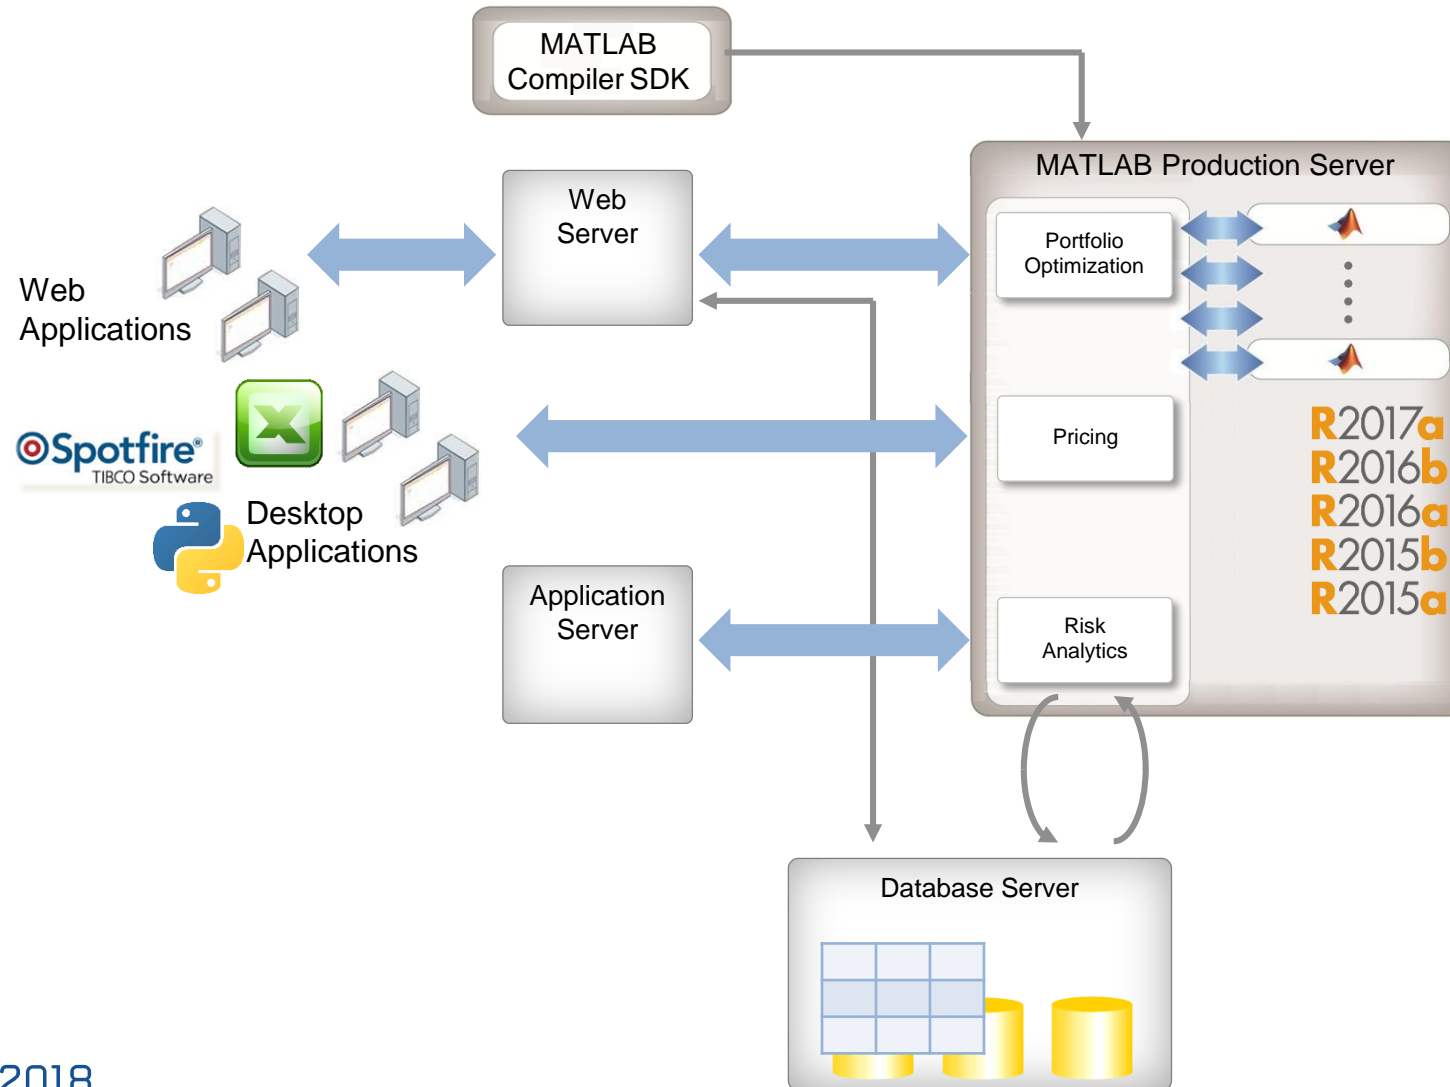 MATLAB
Compiler SDK
MATLAB Production Server
Web
Server
Portfolio
Optimization
Web
Applications
Pricing
R2017a
R2016b
R2016a
R2015b
R2015a
Spotfire®
TIBCO Software
Desktop
Applications
Application
Server
Risk
Analytics
Database Server
2018